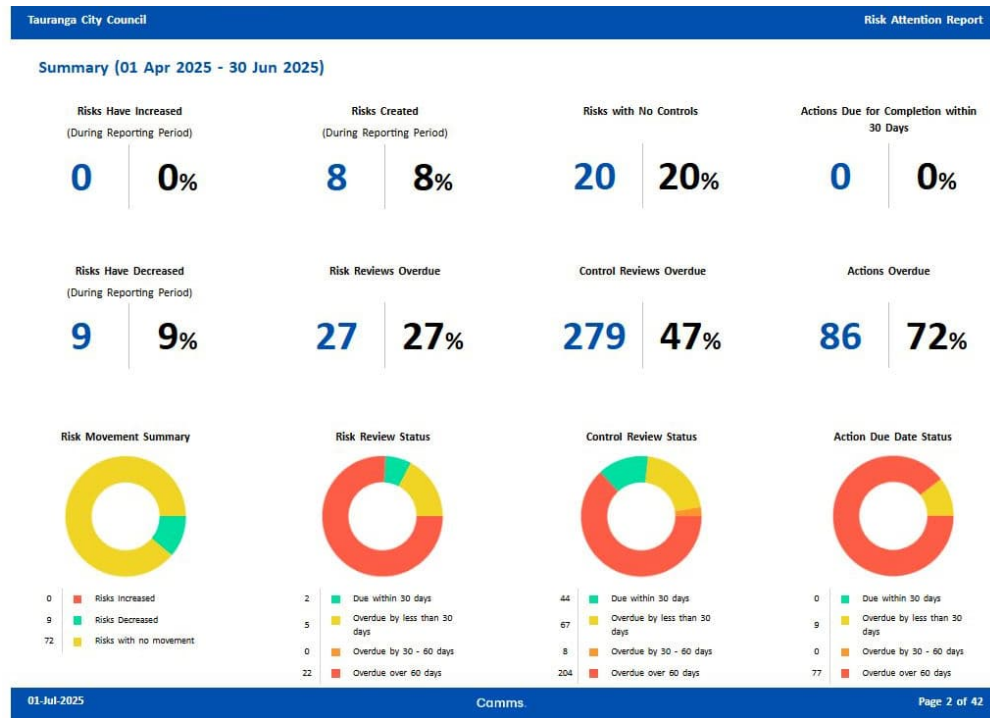 Tauranga City Council
Risk Attention Report
Summary (01 Apr 2025 - 30 Jun 2025)
Risks Have Increased
(During Reporting Period)
0
0%
Risks Created
(During Reporting Period)
8
8%
Risks with No Controls
20
20%
Actions Due for Completion within
30 Days
0
0%
Risks Have Decreased
(During Reporting Period)
9
9%
Risk Reviews Overdue
27
27%
Control Reviews Overdue
279
47%
Actions Overdue
86
72%
Risk Movement Summary
0 Risks Increased
9 Risks Decreased
72 Risks with no movement
Risk Review Status
2 Due within 30 days
5 Overdue by less than 30
days
0 Overdue by 30 - 60 days
22 Overdue over 60 days
Control Review Status
44 Due within 30 days
67 Overdue by less than 30
days
8 Overdue by 30 - 60 days
204 Overdue over 60 days
Action Due Date Status
0 Due within 30 days
9 Overdue by less than 30
days
0 Overdue by 30 - 60 days
77 Overdue over 60 days
01-Jul-2025
Camms.
Page 2 of 42